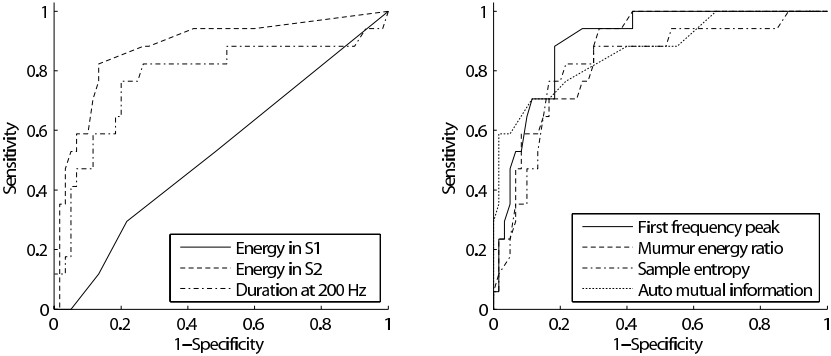 1
0.8
0.6
0.4
0.2
0
Sensitivity
0 0.2 0.4 0.6 0.8 1
1−Specificity
Energy in S1
Energy in S2
Duration at 200 Hz
1
0.8
0.6
0.4
0.2
0
Sensitivity
0 0.2 0.4 0.6 0.8 1
1−Specificity
First frequency peak
Murmur energy ratio
Sample entropy
Auto mutual information